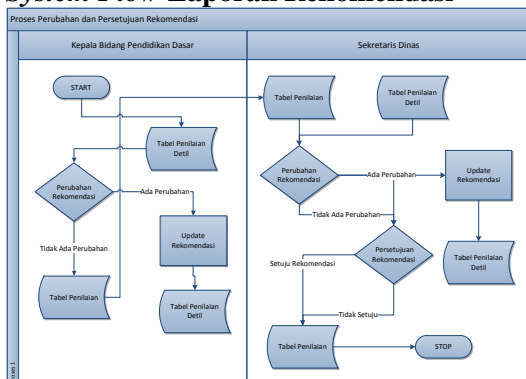 System Flow Laporan Rekomendasi
Proses Perubahan dan Persetujuan Rekomendasi
Kepala Bidang Pendidikan Dasar
Sekretaris Dinas
START
Tabel Penilaian
Detil
Perubahan
Rekomendasi
Ada Perubahan
Update
Rekomendasi
Tidak Ada Perubahan
Tabel Penilaian
Tabel Penilaian
Detil
Tabel Penilaian
Tabel Penilaian
Detil
Perubahan
Rekomendasi
Ada Perubahan
Update
Rekomendasi
Tidak Ada Perubahan
Persetujuan
Rekomendasi
Tabel Penilaian
Detil
Setuju Rekomendasi
Tidak Setuju
Tabel Penilaian
STOP